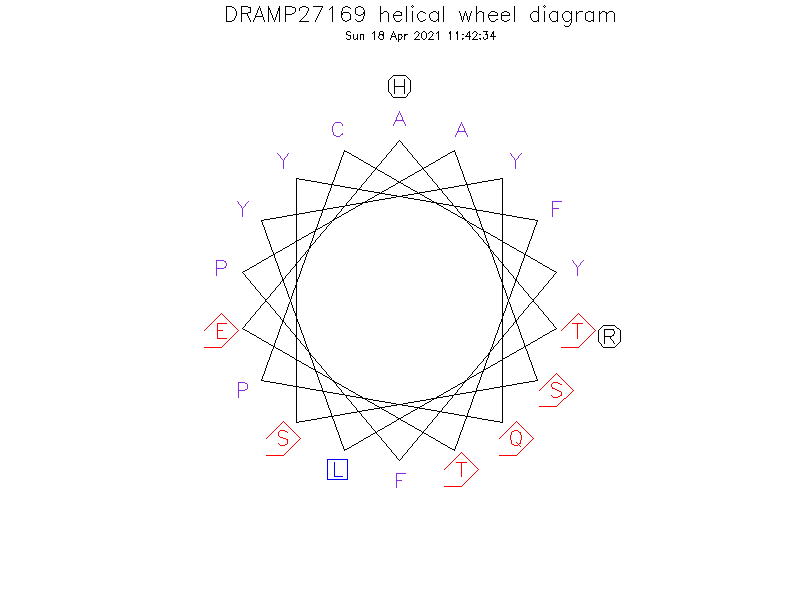 DRAMP27169 helical wheel diagram
Sun 18 Apr 2021 11:42:34
H
A
C A
Y Y
Y F
P Y
E T R
P S
S Q
L T
F